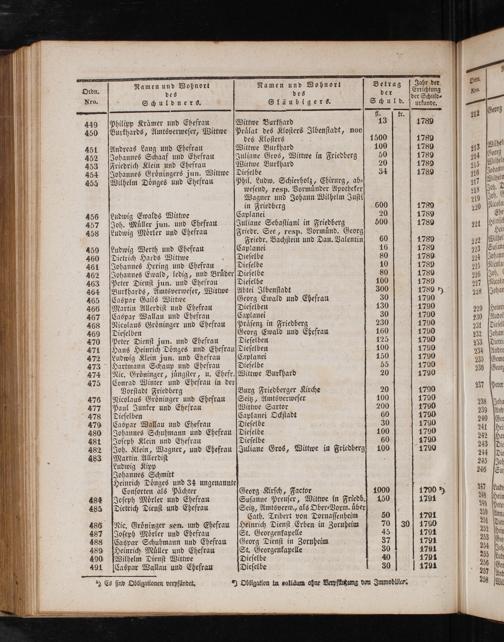 Ordn. Nro. | Namen und Wohnort des Schuldners. | Namen und Wohnort des Gläubigers. | Betrag der Schuld. | Jahr der Errichtung der Schuld- urkunde.
fl. kr.
449 Philipp Krämer und Ehefrau Wittwe Burkhard 13 1789
450 Burkhards, Amtsverweser, Wittwe Prälat des Klosters Ilbenstadt, noe
des Klosters 1500 1789
451 Andreas Lang und Ehefrau Wittwe Burkhard 100 1789
452 Johannes Schaaf und Ehefrau Juliane Gros, Wittwe in Friedberg 50 1789
453 Friedrich Klein und Ehefrau Wittwe Burkhard 20 1789
454 Johannes Gröningers jun. Wittwe Dieselbe 34 1789
455 Wilhelm Dönges und Ehefrau Phil. Ludw. Schierholz, Chirurg, ab-
wesend, resp. Vormünder Apotheker
Wagner und Johann Wilhelm Justi
in Friedberg 600 1789
456 Ludwig Ewalds Wittwe Caplanei 20 1789
457 Joh. Müller jun. und Ehefrau Juliane Sebastiani in Friedberg 500 1789
458 Ludwig Mörler und Ehefrau Friedr. See, resp. Vormünd. Georg
Friedr. Bachstein und Dan. Valentin 60 1789
459 Ludwig Werth und Ehefrau Caplanei 16 1789
460 Dietrich Hards Wittwe Dieselbe 80 1789
461 Johannes Hering und Ehefrau Dieselbe 10 1789
462 Johannes Ewald, ledig, und Brüder Dieselbe 80 1789
463 Peter Dienst jun. und Ehefrau Dieselbe 100 1789
464 Burkhards, Amtsverweser, Wittwe Abtei Ilbenstadt 300 1789 *)
465 Caspar Gails Wittwe Georg Ewald und Ehefrau 30 1790
466 Martin Allerdist und Ehefrau Dieselben 130 1790
467 Caspar Wallau und Ehefrau Caplanei 30 1790
468 Nicolaus Gröninger und Ehefrau Präsenz in Friedberg 230 1790
469 Dieselben Georg Ewald und Ehefrau 160 1790
470 Peter Dienst jun. und Ehefrau Dieselben 125 1790
471 Hans Heinrich Dönges und Ehefrau Dieselben 100 1790
472 Ludwig Klein jun. und Ehefrau Caplanei 150 1790
473 Hartmann Schaup und Ehefrau Dieselbe 55 1790
474 Nic. Gröninger, jüngster, u. Ehefr. Wittwe Burkhard 20 1790
475 Conrad Winter und Ehefrau in der
Vorstadt Friedberg Burg Friedberger Kirche 20 1790
476 Nicolaus Gröninger und Ehefrau Seiz, Amtsverweser 100 1790
477 Paul Junker und Ehefrau Wittwe Sartor 200 1790
478 Dieselben Caplanei Ockstadt 60 1790
479 Caspar Wallau und Ehefrau Dieselbe 30 1790
480 Johannes Schuhmann und Ehefrau Dieselbe 100 1790
481 Joseph Klein und Ehefrau Dieselbe 60 1790
482 Joh. Klein, Wagner, und Ehefrau Juliane Gros, Wittwe in Friedberg 100 1790
483 Martin Allerdist
Ludwig Kipp
Johannes Schmitt
Heinrich Dönges und 34 ungenannte
Consorten als Pächter Georg Kirsch, Factor 1000 1790 *)
484 Joseph Mörler und Ehefrau Susanne Preuser, Wittwe in Friedb. 150 1791
485 Dietrich Dienst und Ehefrau Seiz, Amtsverw., als Ober-Vorm. über
Cath. Tribert von Dornassenheim 50 1791
486 Nic. Gröninger sen. und Ehefrau Heinrich Dienst Erben in Dornheim 70 30 1790
487 Joseph Mörler und Ehefrau St. Georgenkapelle 45 1791
488 Caspar Schuhmann und Ehefrau Georg Dienst in Dornheim 37 1791
489 Heinrich Müller und Ehefrau St. Georgenkapelle 30 1791
490 Wilhelm Dienst Wittwe Dieselbe 40 1791
491 Caspar Wallau und Ehefrau Dieselbe 30 1791
*) Es sind Obligationen verpfändet. *) Obligation in solidum ohne Verpfändung von Immobilien.